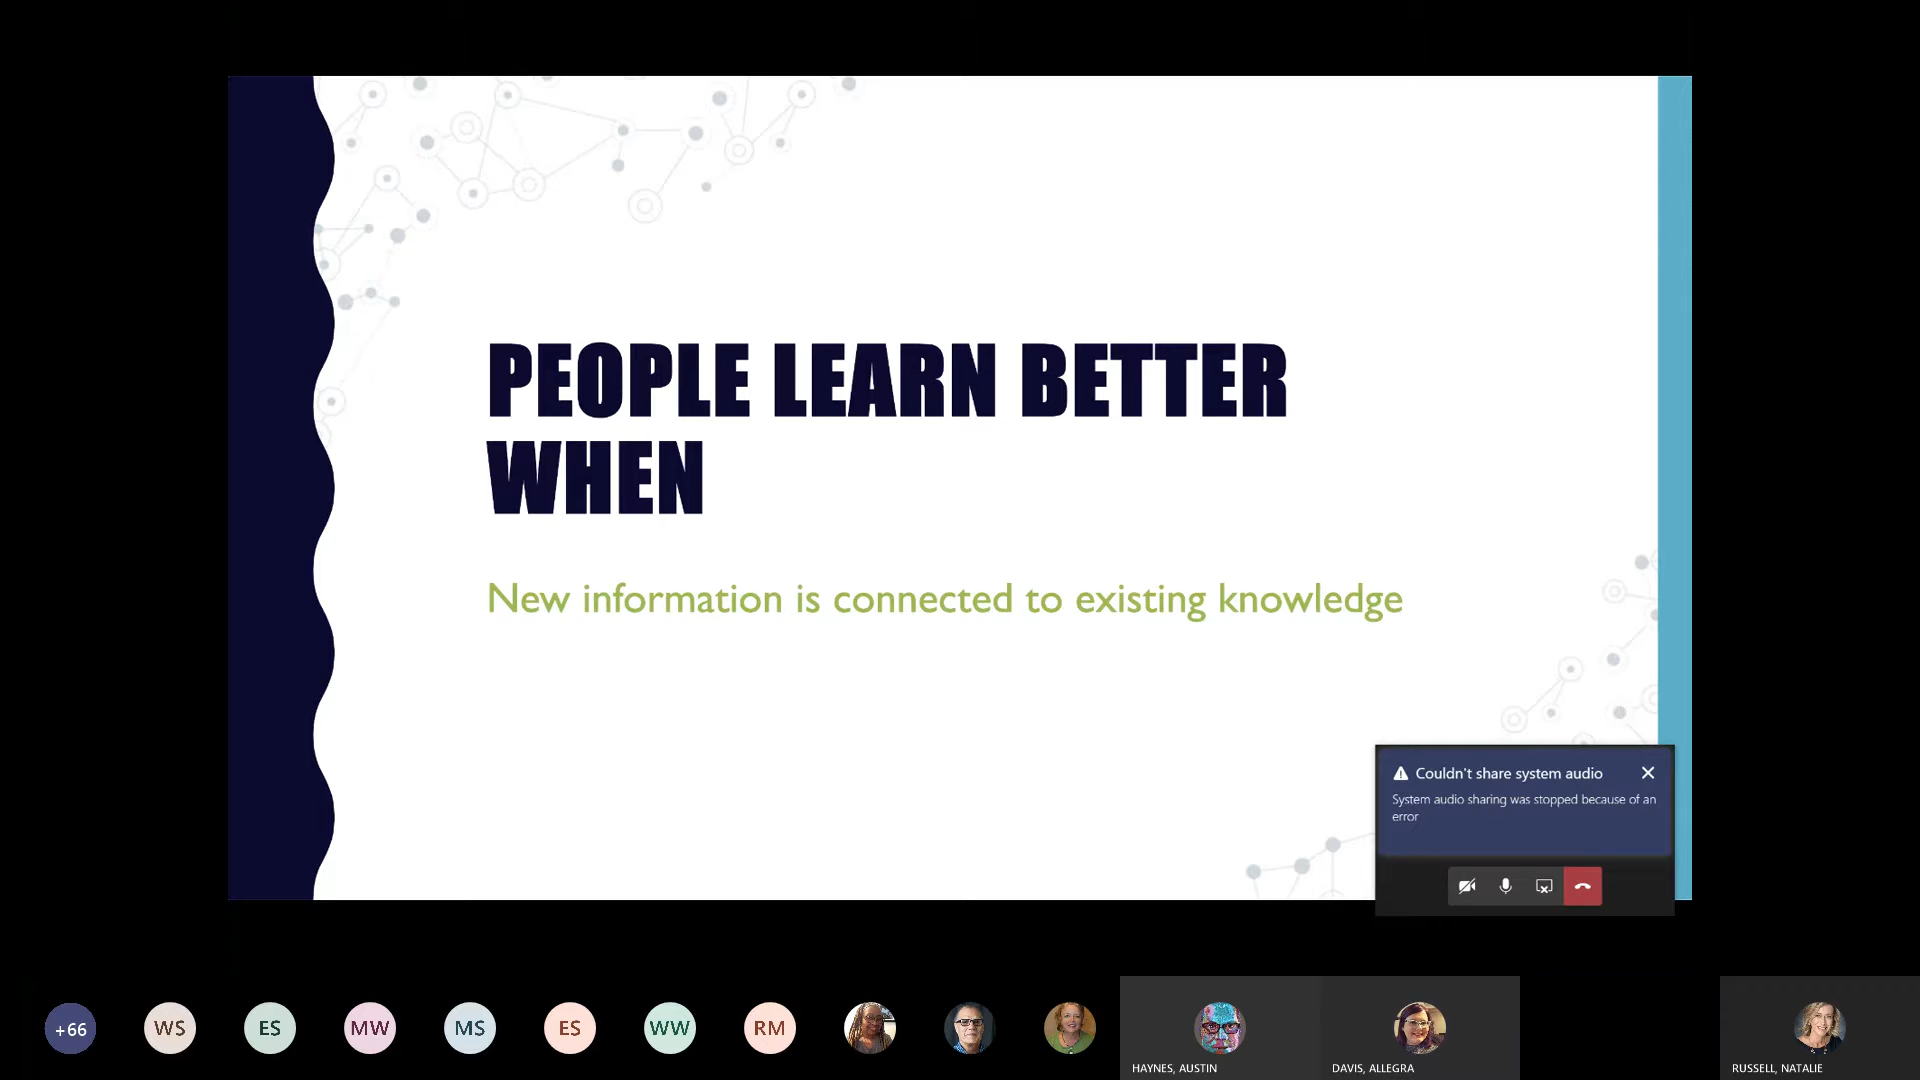 PEOPLE LEARN BETTER
WHEN
New information is connected to existing knowledge
Couldn't share system audio
System audio sharing was stopped because of an
error
+66 WS ES MW MS ES WW RM
HAYNES, AUSTIN DAVIS, ALLEGRA RUSSELL, NATALIE